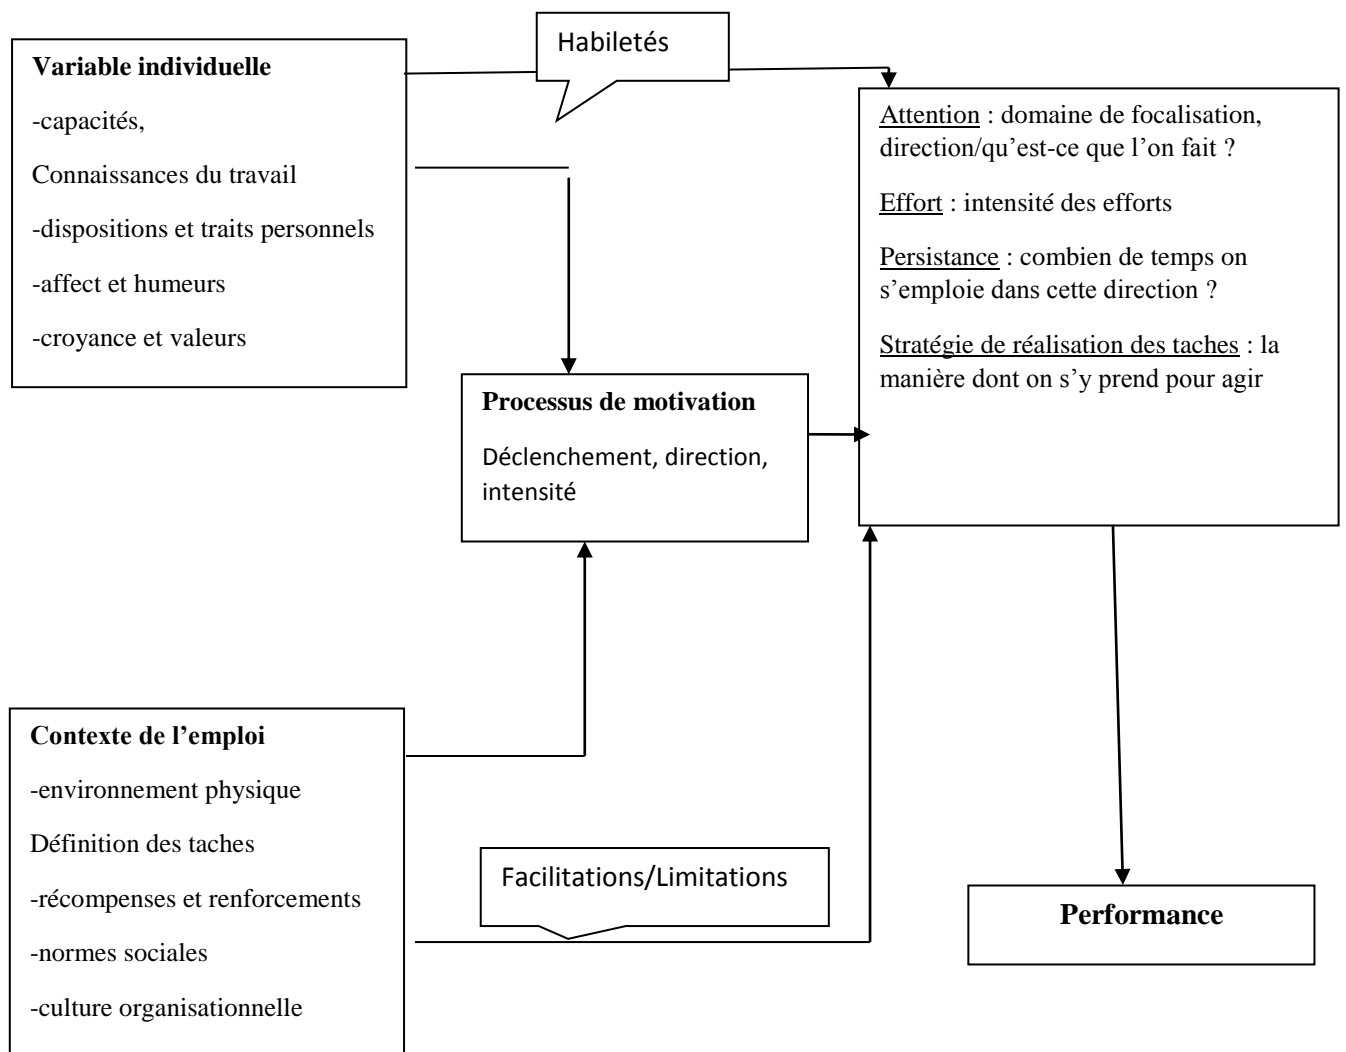 Habiletés
Variable individuelle
-capacités,
Connaissances du travail
-dispositions et traits personnels
-affect et humeurs
-croyance et valeurs
Attention : domaine de focalisation,
direction/qu’est-ce que l’on fait ?
Effort : intensité des efforts
Persistance : combien de temps on
s’emploie dans cette direction ?
Stratégie de réalisation des taches : la
manière dont on s’y prend pour agir
Processus de motivation
Déclenchement, direction,
intensité
Contexte de l’emploi
-environnement physique
Définition des taches
-récompenses et renforcements
-normes sociales
-culture organisationnelle
Facilitations/Limitations
Performance